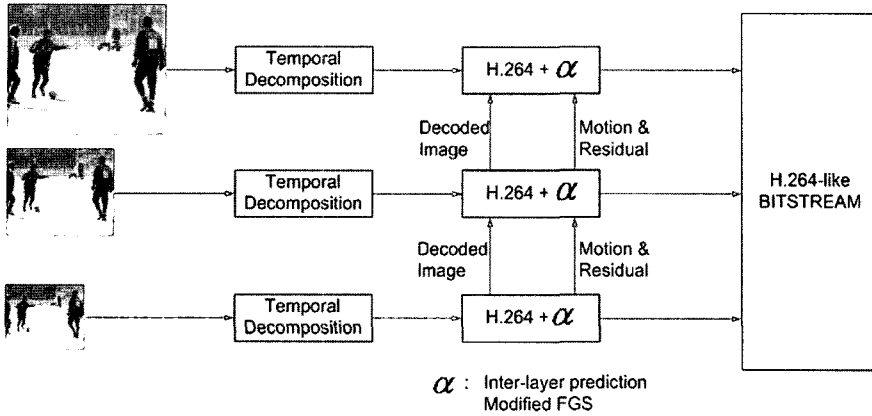 Temporal
Decomposition
H.264 + α
Decoded
Image
Motion &
Residual
Temporal
Decomposition
H.264 + α
H.264-like
BITSTREAM
Decoded
Image
Motion &
Residual
Temporal
Decomposition
H.264 + α
α : Inter-layer prediction
Modified FGS